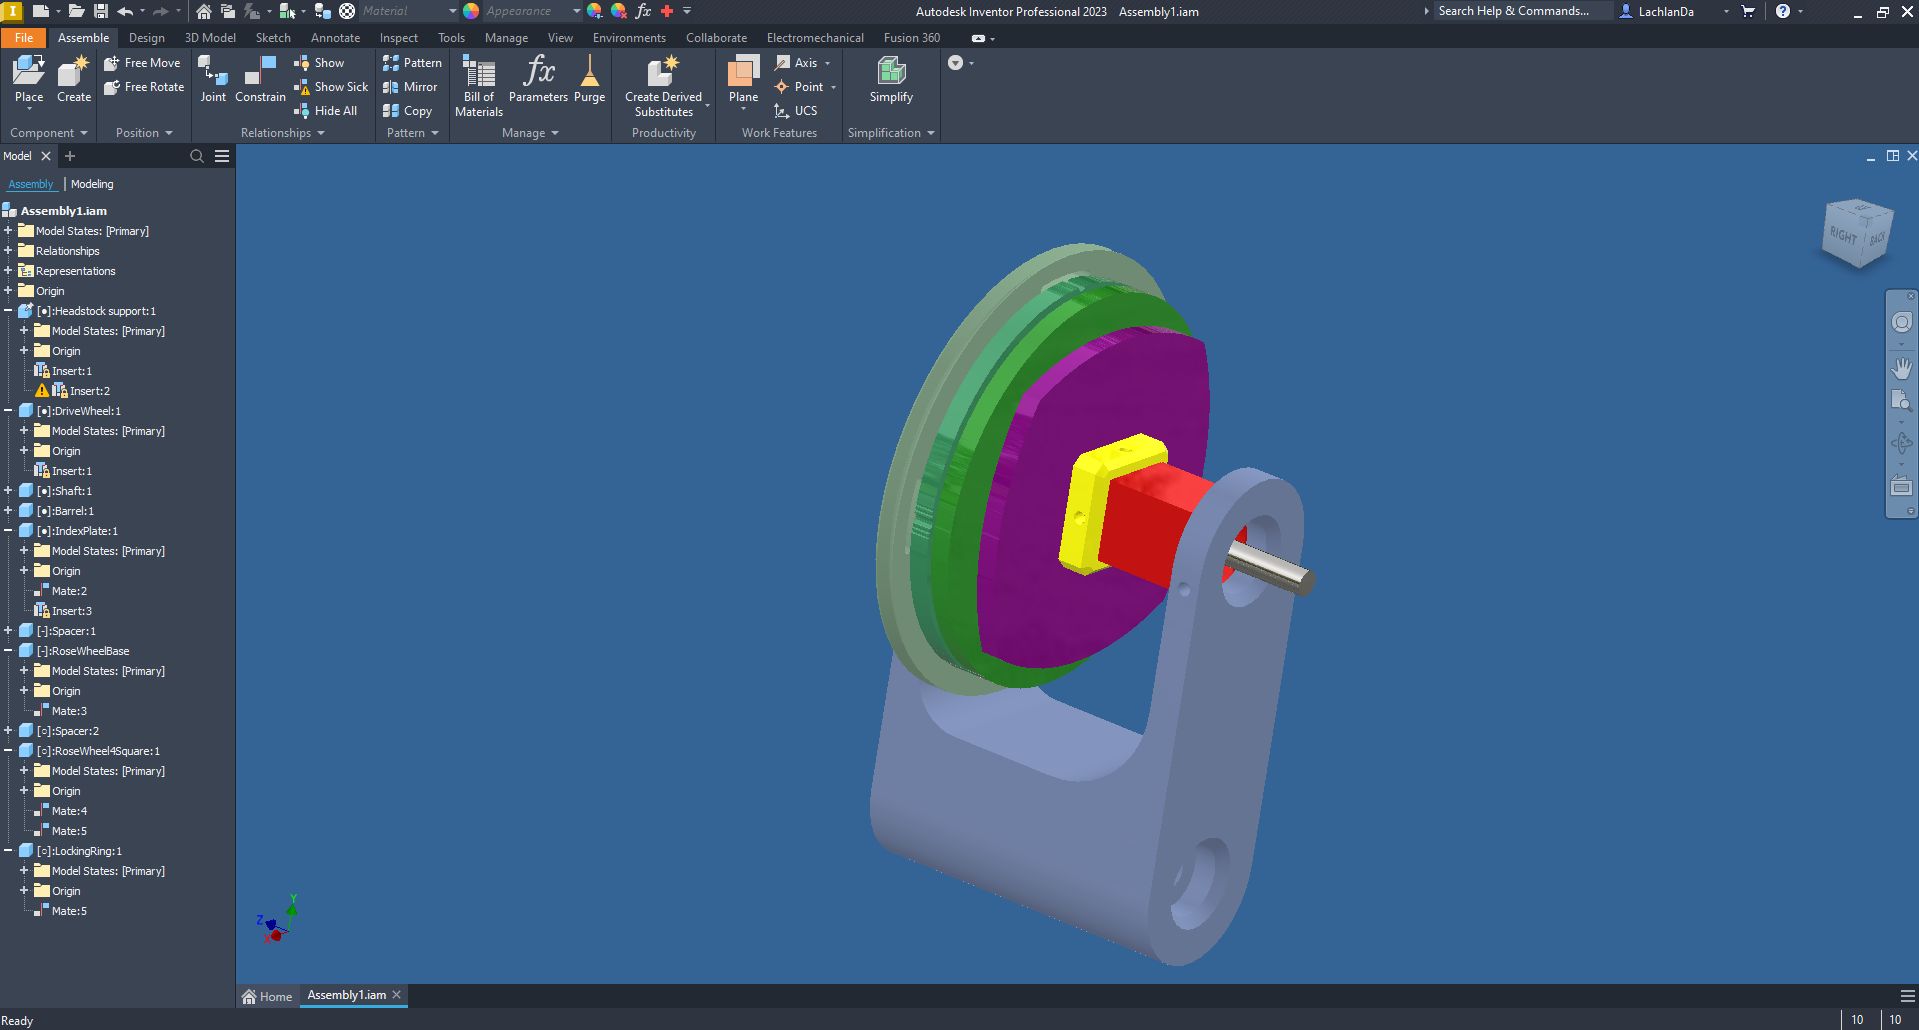 I Material Appearance fx Autodesk Inventor Professional 2023 Assembly1.iam Search Help & Commands... LachlanDa
File Assemble Design 3D Model Sketch Annotate Inspect Tools Manage View Environments Collaborate Electromechanical Fusion 360
Free Move Show Pattern fx Axis
Free Rotate Show Sick Mirror Point
Place Create Joint Constrain Bill of Materials Parameters Purge Create Derived Substitutes Plane Simplify
Hide All Copy UCS
Component Position Relationships Pattern Manage Productivity Work Features Simplification
Model
Assembly Modeling
Assembly1.iam
Model States: [Primary]
Relationships
Representations
Origin
[●]:Headstock support:1
Model States: [Primary]
Origin
Insert:1
Insert:2
[●]:DriveWheel:1
Model States: [Primary]
Origin
Insert:1
[●]:Shaft:1
[●]:Barrel:1
[●]:IndexPlate:1
Model States: [Primary]
Origin
Mate:2
Insert:3
[-]:Spacer:1
[-]:RoseWheelBase
Model States: [Primary]
Origin
Mate:3
[○]:Spacer:2
[○]:RoseWheel4Square:1
Model States: [Primary]
Origin
Mate:4
Mate:5
[○]:LockingRing:1
Model States: [Primary]
Origin
Mate:5
RIGHT BACK
Y
Z
X
Home Assembly1.iam
Ready 10 10